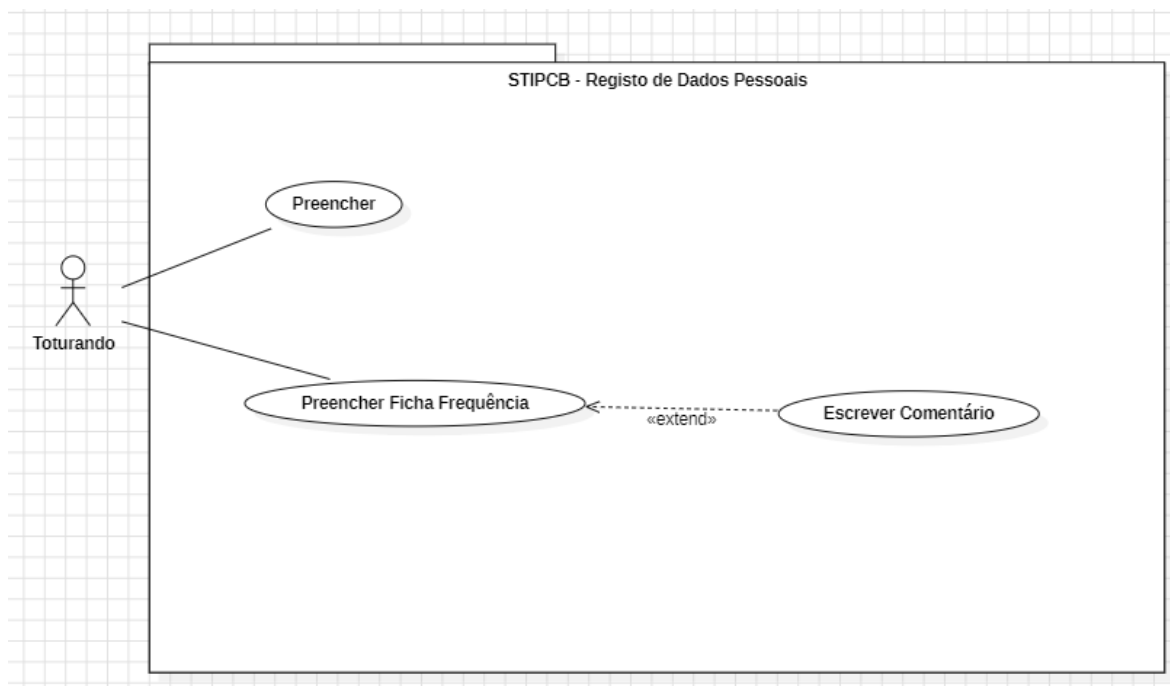 STIPCB - Registo de Dados Pessoais
Preencher
Toturando
Preencher Ficha Frequência
«extend»
Escrever Comentário